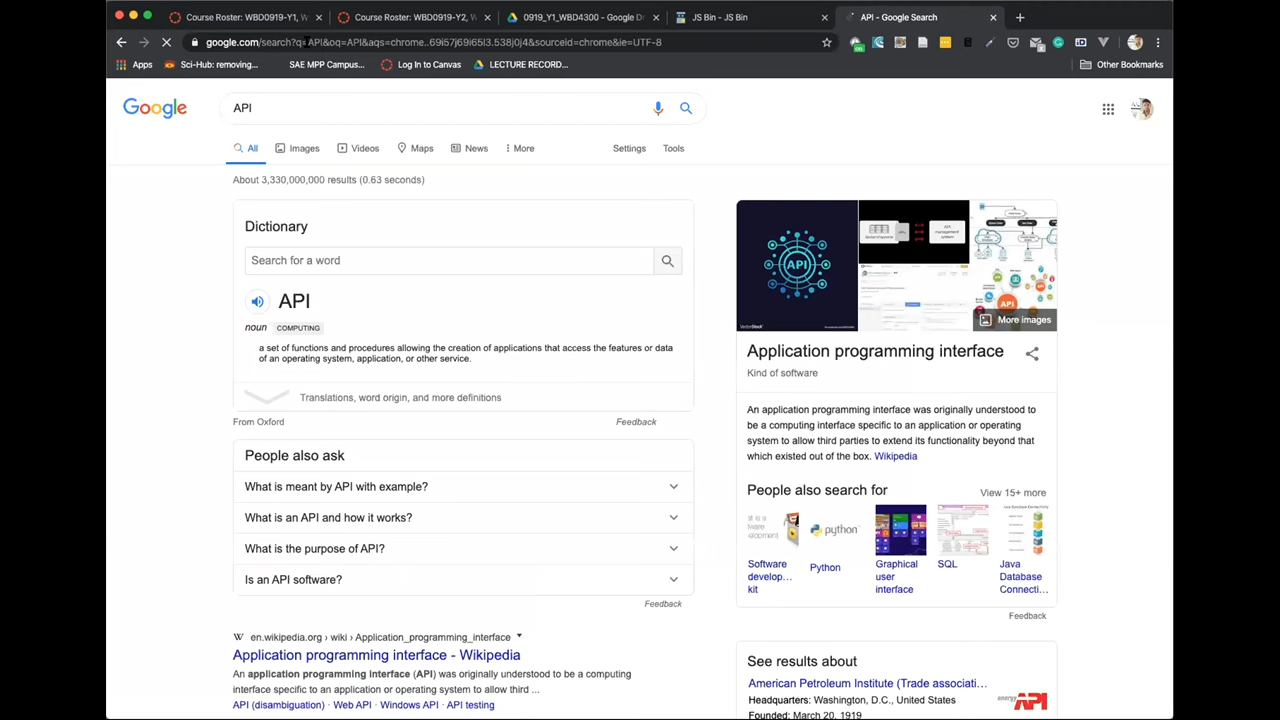 Course Roster: WBD0919-Y1, W
Course Roster: WBD0919-Y2, W
0919_Y1_WBD4300 - Google Dr
JS Bin - JS Bin
API - Google Search
google.com/search?q=API&oq=API&aqs=chrome..69i57j69i65l3.538j0j4&sourceid=chrome&ie=UTF-8
Apps
Sci-Hub: removing...
SAE MPP Campus...
Log In to Canvas
LECTURE RECORD...
Other Bookmarks
Google
API
All
Images
Videos
Maps
News
More
Settings
Tools
About 3,330,000,000 results (0.63 seconds)
Dictionary
Search for a word
API
noun COMPUTING
a set of functions and procedures allowing the creation of applications that access the features or data
of an operating system, application, or other service.
Translations, word origin, and more definitions
From Oxford
Feedback
People also ask
What is meant by API with example?
What is an API and how it works?
What is the purpose of API?
Is an API software?
Feedback
en.wikipedia.org › wiki › Application_programming_interface
Application programming interface - Wikipedia
An application programming interface (API) was originally understood to be a computing
interface specific to an application or operating system to allow third ...
API (disambiguation) · Web API · Windows API · API testing
API
API
More images
Application programming interface
Kind of software
An application programming interface was originally understood to
be a computing interface specific to an application or operating
system to allow third parties to extend its functionality beyond that
which existed out of the box. Wikipedia
People also search for
View 15+ more
python
Software
develop...
kit
Python
Graphical
user
interface
SQL
Java
Database
Connecti...
Feedback
See results about
American Petroleum Institute (Trade associati...
Headquarters: Washington, D.C., United States
Founded: March 20, 1919
energy API